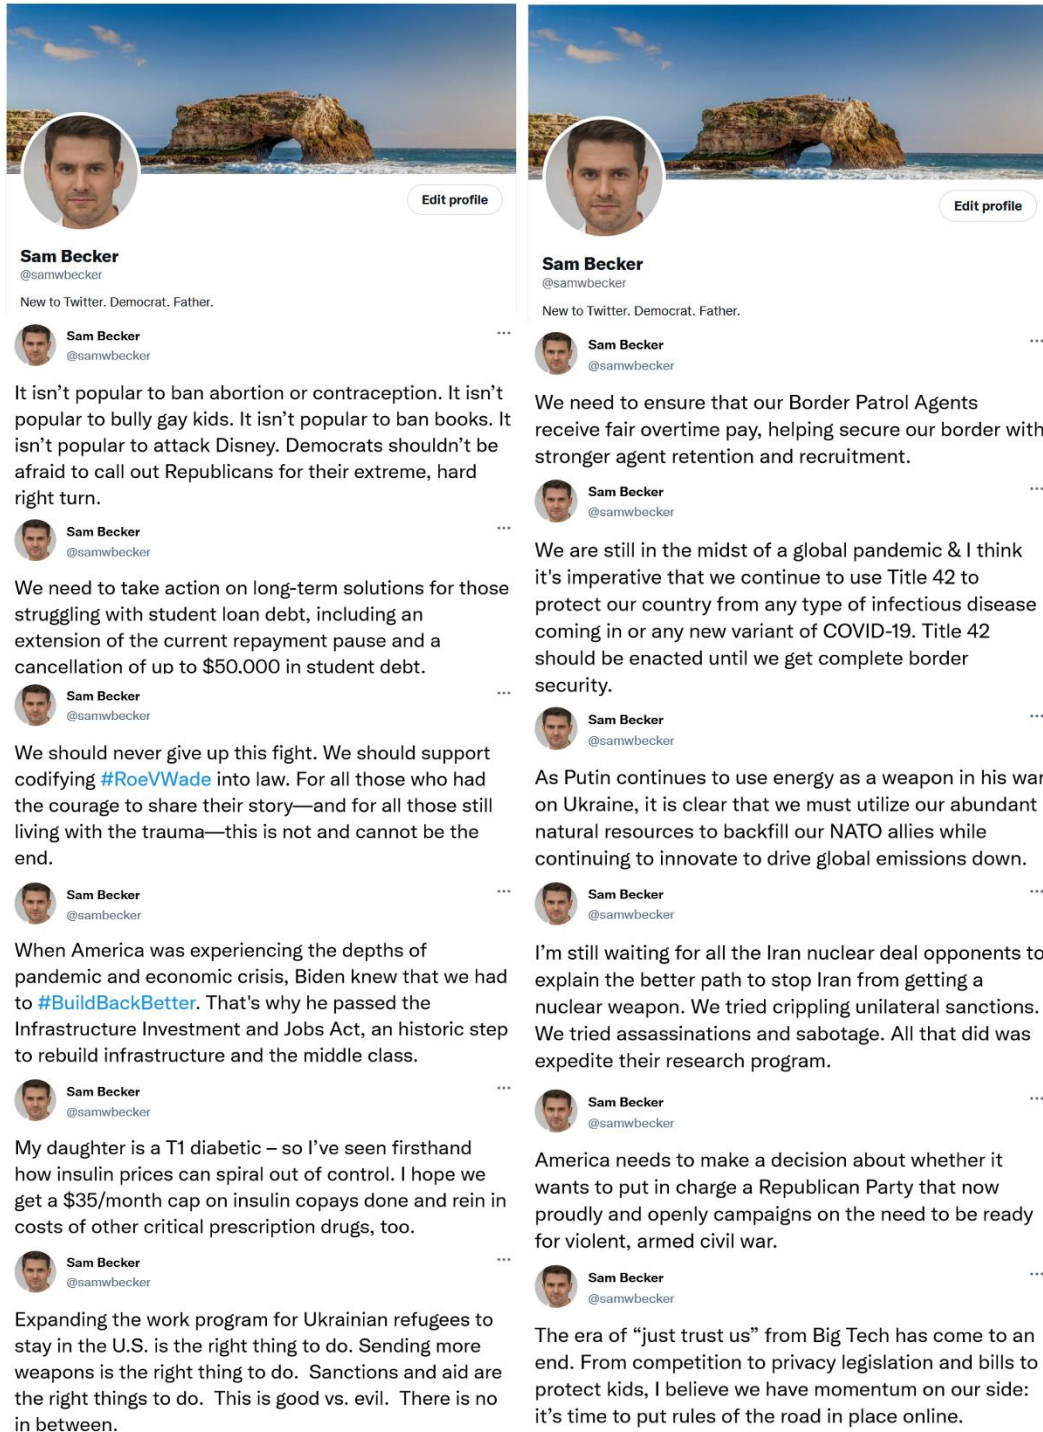 Edit profile
Sam Becker
@samwbecker
New to Twitter. Democrat. Father.
Sam Becker
@samwbecker
It isn’t popular to ban abortion or contraception. It isn’t
popular to bully gay kids. It isn’t popular to ban books. It
isn’t popular to attack Disney. Democrats shouldn’t be
afraid to call out Republicans for their extreme, hard
right turn.
Sam Becker
@samwbecker
We need to take action on long-term solutions for those
struggling with student loan debt, including an
extension of the current repayment pause and a
cancellation of up to $50,000 in student debt.
Sam Becker
@samwbecker
We should never give up this fight. We should support
codifying #RoeVWade into law. For all those who had
the courage to share their story—and for all those still
living with the trauma—this is not and cannot be the
end.
Sam Becker
@sambecker
When America was experiencing the depths of
pandemic and economic crisis, Biden knew that we had
to #BuildBackBetter. That's why he passed the
Infrastructure Investment and Jobs Act, an historic step
to rebuild infrastructure and the middle class.
Sam Becker
@samwbecker
My daughter is a T1 diabetic – so I’ve seen firsthand
how insulin prices can spiral out of control. I hope we
get a $35/month cap on insulin copays done and rein in
costs of other critical prescription drugs, too.
Sam Becker
@samwbecker
Expanding the work program for Ukrainian refugees to
stay in the U.S. is the right thing to do. Sending more
weapons is the right thing to do. Sanctions and aid are
the right things to do. This is good vs. evil. There is no
in between.
Edit profile
Sam Becker
@samwbecker
New to Twitter. Democrat. Father.
Sam Becker
@samwbecker
We need to ensure that our Border Patrol Agents
receive fair overtime pay, helping secure our border with
stronger agent retention and recruitment.
Sam Becker
@samwbecker
We are still in the midst of a global pandemic & I think
it's imperative that we continue to use Title 42 to
protect our country from any type of infectious disease
coming in or any new variant of COVID-19. Title 42
should be enacted until we get complete border
security.
Sam Becker
@samwbecker
As Putin continues to use energy as a weapon in his war
on Ukraine, it is clear that we must utilize our abundant
natural resources to backfill our NATO allies while
continuing to innovate to drive global emissions down.
Sam Becker
@samwbecker
I’m still waiting for all the Iran nuclear deal opponents to
explain the better path to stop Iran from getting a
nuclear weapon. We tried crippling unilateral sanctions.
We tried assassinations and sabotage. All that did was
expedite their research program.
Sam Becker
@samwbecker
America needs to make a decision about whether it
wants to put in charge a Republican Party that now
proudly and openly campaigns on the need to be ready
for violent, armed civil war.
Sam Becker
@samwbecker
The era of “just trust us” from Big Tech has come to an
end. From competition to privacy legislation and bills to
protect kids, I believe we have momentum on our side:
it’s time to put rules of the road in place online.